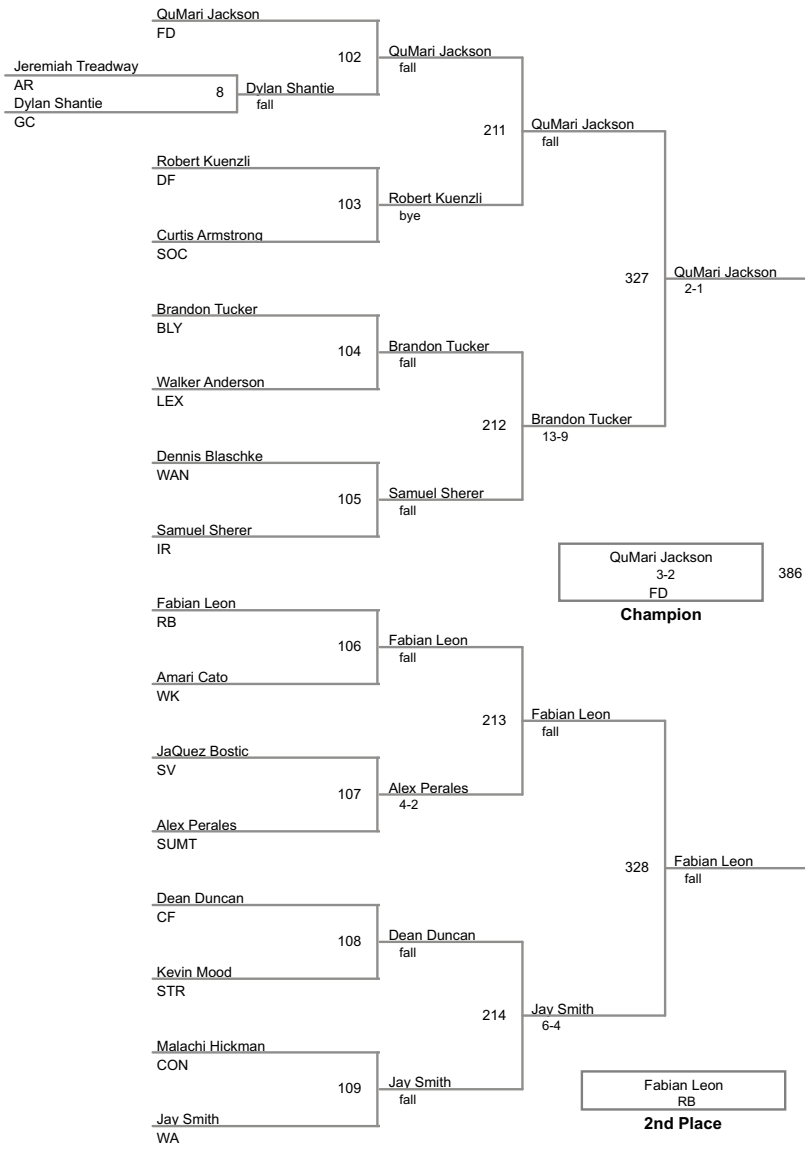 QuMari Jackson
FD
102
QuMari Jackson
fall
Jeremiah Treadway
AR
8
Dylan Shantie
fall
Dylan Shantie
GC
211
QuMari Jackson
fall
Robert Kuenzli
DF
103
Robert Kuenzli
bye
Curtis Armstrong
SOC
327
QuMari Jackson
2-1
Brandon Tucker
BLY
104
Brandon Tucker
fall
Walker Anderson
LEX
212
Brandon Tucker
13-9
Dennis Blaschke
WAN
105
Samuel Sherer
fall
Samuel Sherer
IR
QuMari Jackson
3-2
FD
386
Champion
Fabian Leon
RB
106
Fabian Leon
fall
Amari Cato
WK
213
Fabian Leon
fall
JaQuez Bostic
SV
107
Alex Perales
4-2
Alex Perales
SUMT
328
Fabian Leon
fall
Dean Duncan
CF
108
Dean Duncan
fall
Kevin Mood
STR
214
Jay Smith
6-4
Malachi Hickman
CON
109
Jay Smith
fall
Jay Smith
WA
Fabian Leon
RB
2nd Place